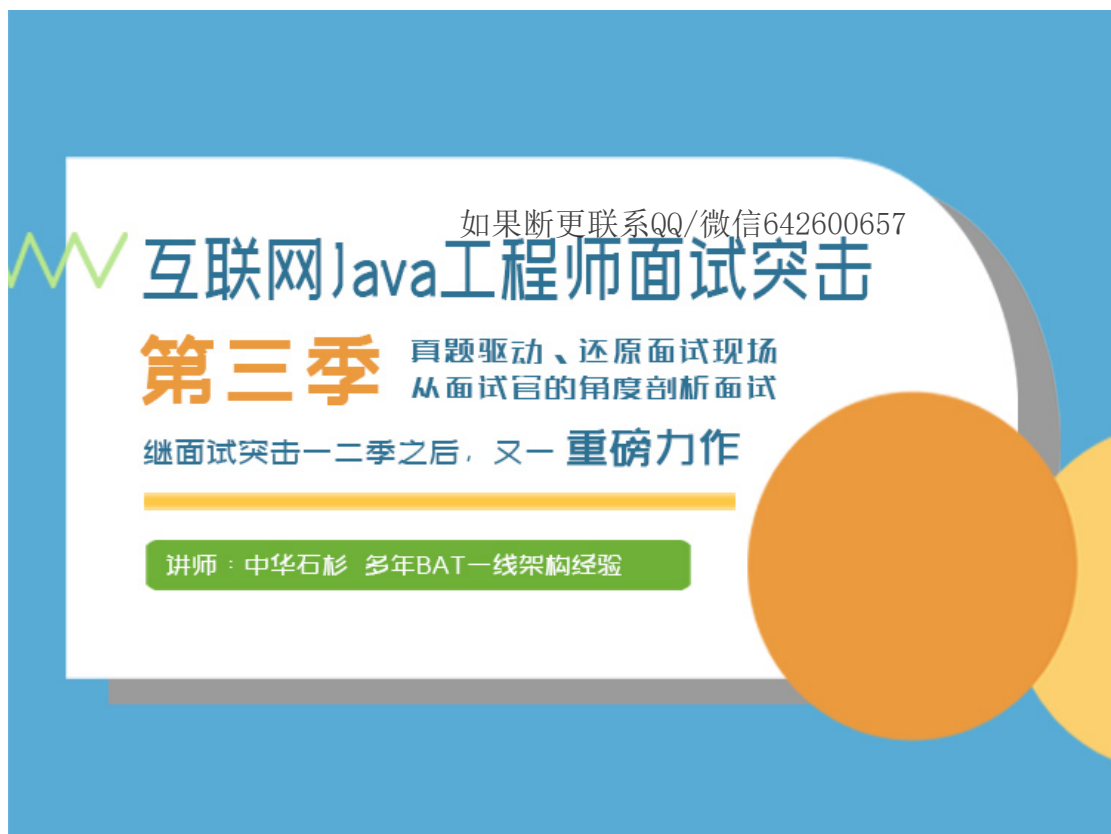 如果断更联系QQ/微信642600657
互联网Java工程师面试突击
第三季
真题驱动、还原面试现场
从面试官的角度剖析面试
继面试突击一二季之后，又一 重磅力作
讲师：中华石杉 多年BAT一线架构经验